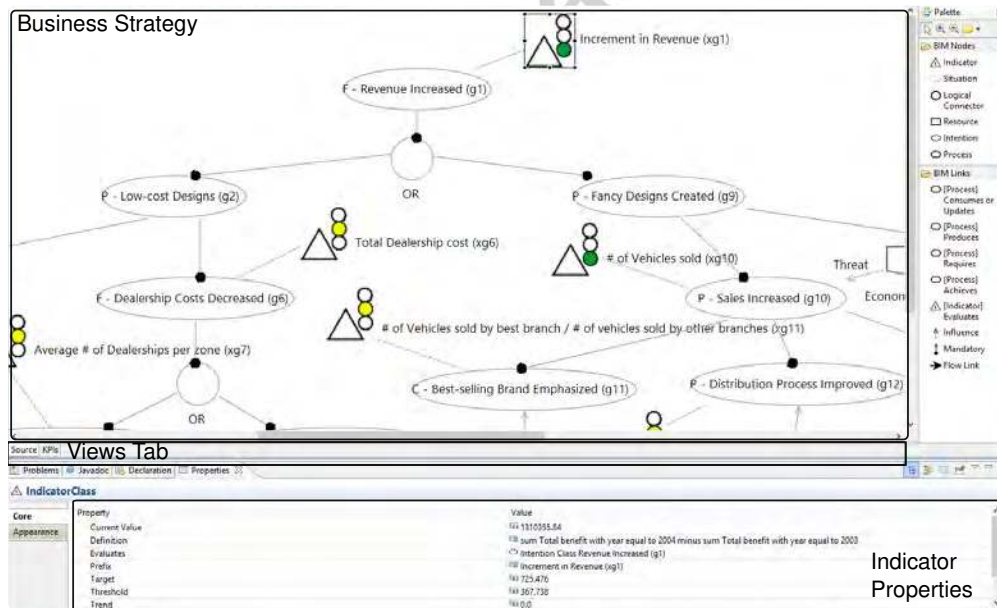 Business Strategy
Increment in Revenue (xg1)
F - Revenue Increased (g1)
OR
P - Low-cost Designs (g2)
P - Fancy Designs Created (g9)
Total Dealership cost (xg6)
# of Vehicles sold (xg10)
Threat
F - Dealership Costs Decreased (g6)
P - Sales Increased (g10)
Econon
# of Vehicles sold by best branch / # of vehicles sold by other branches (xg11)
Average # of Dealerships per zone (xg7)
C - Best-selling Brand Emphasized (g11)
P - Distribution Process Improved (g12)
OR
Palette
BIM Nodes
Indicator
Situation
Logical
Connector
Resource
Intention
Process
BIM Links
[Process]
Consumes or
Updates
[Process]
Produces
[Process]
Requires
[Process]
Achieves
[Indicator]
Evaluates
Influence
Mandatory
Flow Link
Source KPIs
Views Tab
Problems Javadoc Declaration Properties
IndicatorClass
Core
Appearance
Property Value
Current Value 1310355.84
Definition sum Total benefit with year equal to 2004 minus sum Total benefit with year equal to 2003
Evaluates Intention Class Revenue Increased (g1)
Prefix Increment in Revenue (xg1)
Target 725.476
Threshold 367.738
Trend 0.0
Indicator
Properties